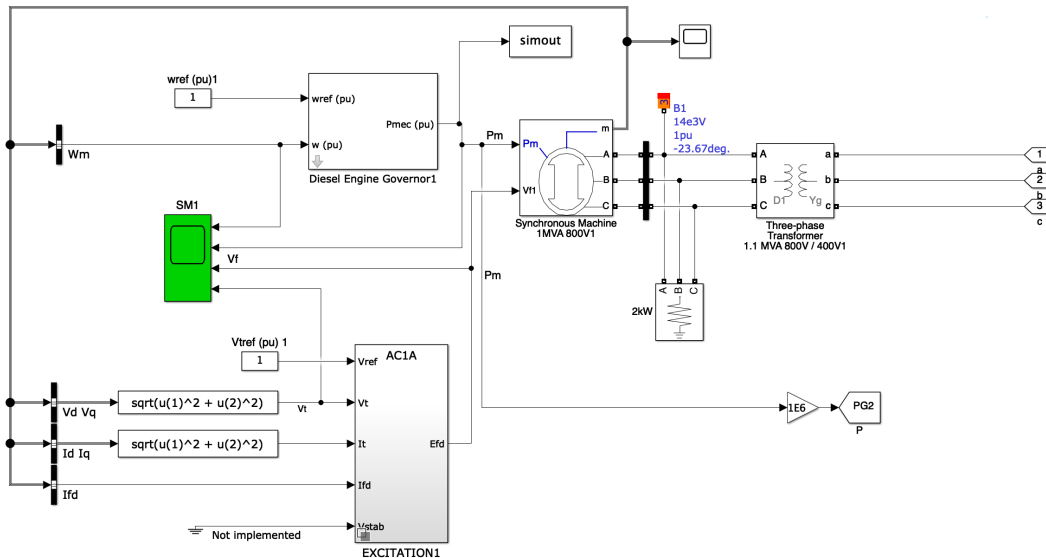 simout
wref (pu)1
1
wref (pu)
Pmec (pu)
w (pu)
Diesel Engine Governor1
Wm
Pm
m
Pm
A
B
Vf1
C
Synchronous Machine
1MVA 800V1
3
B1
14e3V
1pu
-23.67deg.
A
a
B
b
C
c
D1
Yg
Three-phase
Transformer
1.1 MVA 800V / 400V1
1
a
2
b
3
c
SM1
Vf
Pm
A
B
C
2kW
Vtref (pu) 1
1
AC1A
Vref
sqrt(u(1)^2 + u(2)^2)
Vd Vq
Vt
Vt
sqrt(u(1)^2 + u(2)^2)
Id Iq
It
Efd
Ifd
Ifd
Not implemented
Vstab
EXCITATION1
1E6
PG2
P